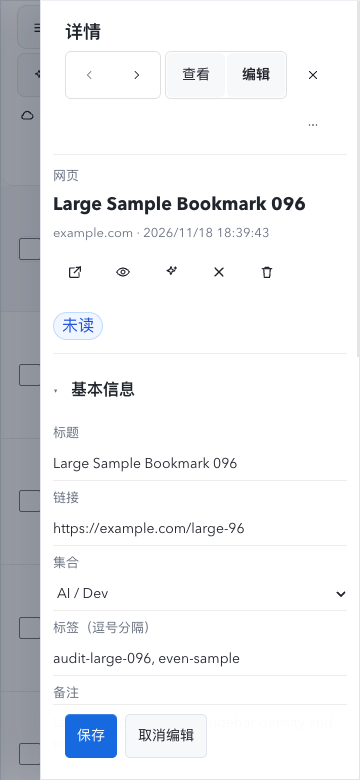 详情
查看 编辑
...
网页
Large Sample Bookmark 096
example.com · 2026/11/18 18:39:43
未读
基本信息
标题
Large Sample Bookmark 096
链接
https://example.com/large-96
集合
AI / Dev
标签（逗号分隔）
audit-large-096, even-sample
备注
保存 取消编辑